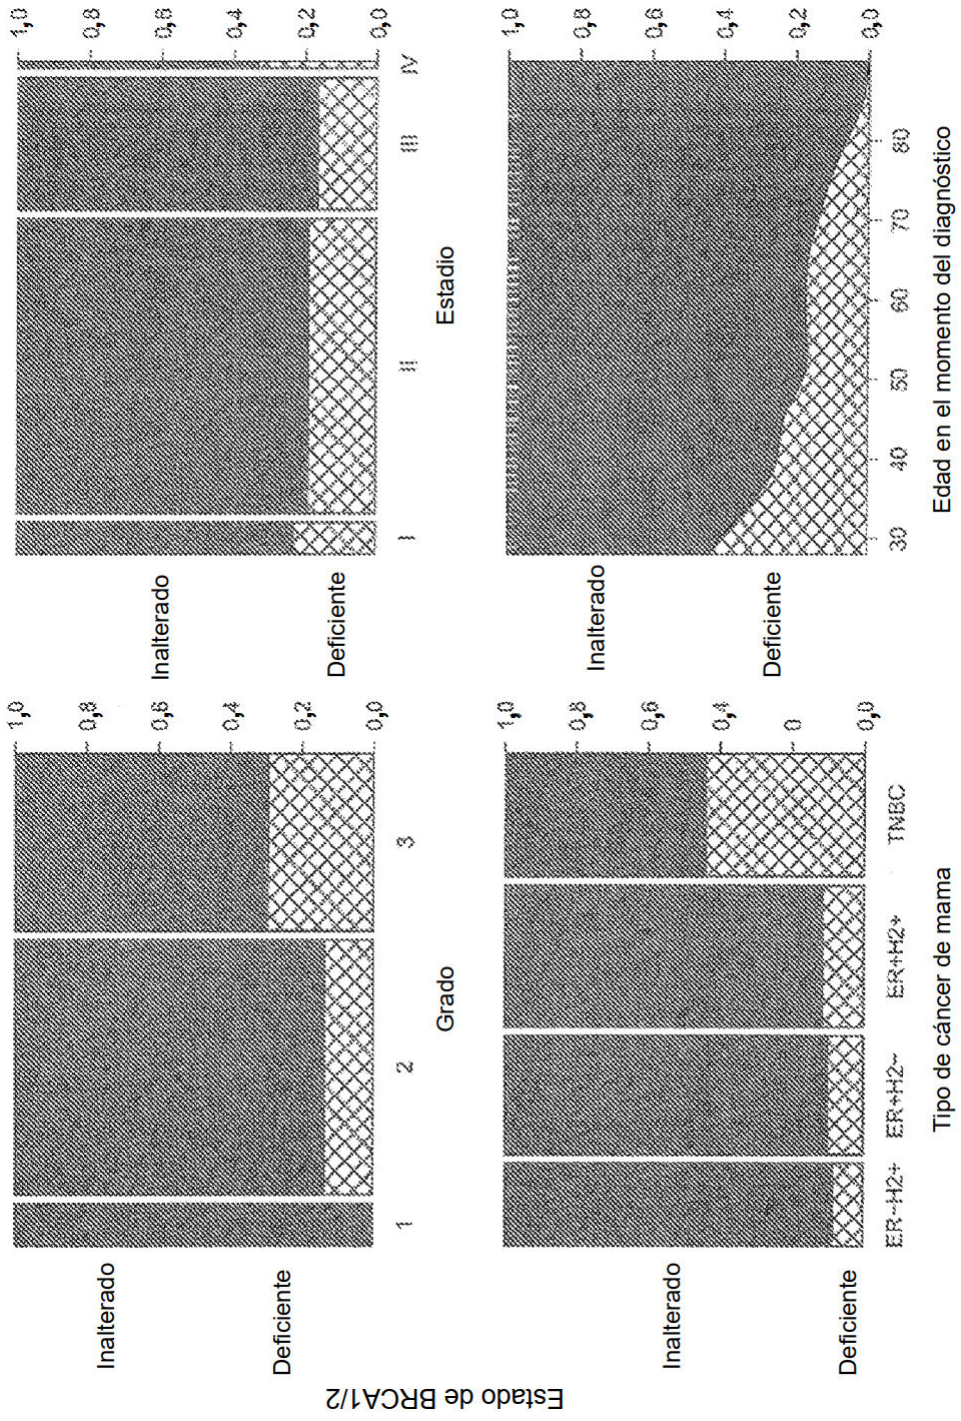 Estado de BRCA1/2
Inalterado
Deficiente
1,0
0,8
0,6
0,4
0,2
0,0
1 2 3
Grado
Inalterado
Deficiente
1,0
0,8
0,6
0,4
0,2
0,0
I II III IV
Estadio
Inalterado
Deficiente
1,0
0,8
0,6
0,4
0
0,0
ER-H2+ ER+H2- ER+H2+ TNBC
Tipo de cáncer de mama
Inalterado
Deficiente
1,0
0,8
0,6
0,4
0,2
0,0
30 40 50 60 70 80
Edad en el momento del diagnóstico